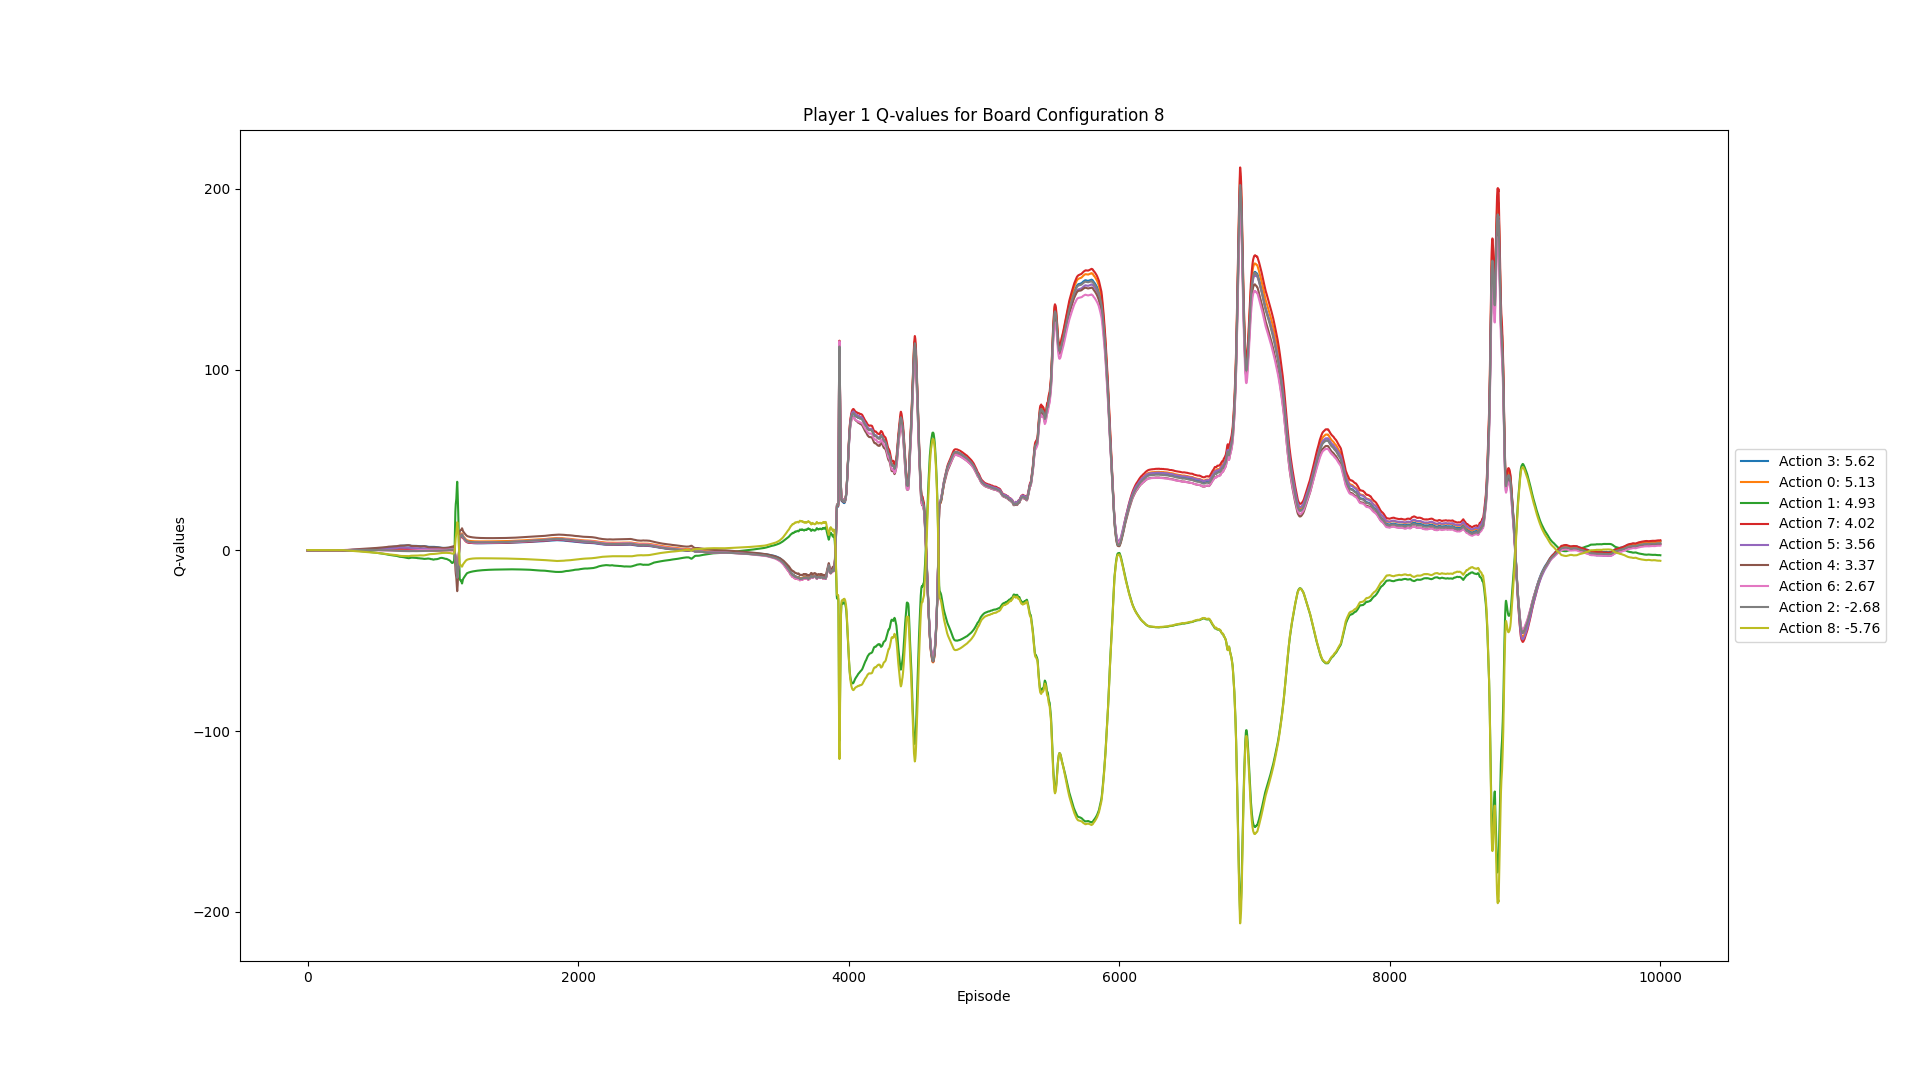 Player 1 Q-values for Board Configuration 8
200
100
0
−100
−200
Q-values
0
2000
4000
6000
8000
10000
Episode
Action 3: 5.62
Action 0: 5.13
Action 1: 4.93
Action 7: 4.02
Action 5: 3.56
Action 4: 3.37
Action 6: 2.67
Action 2: -2.68
Action 8: -5.76